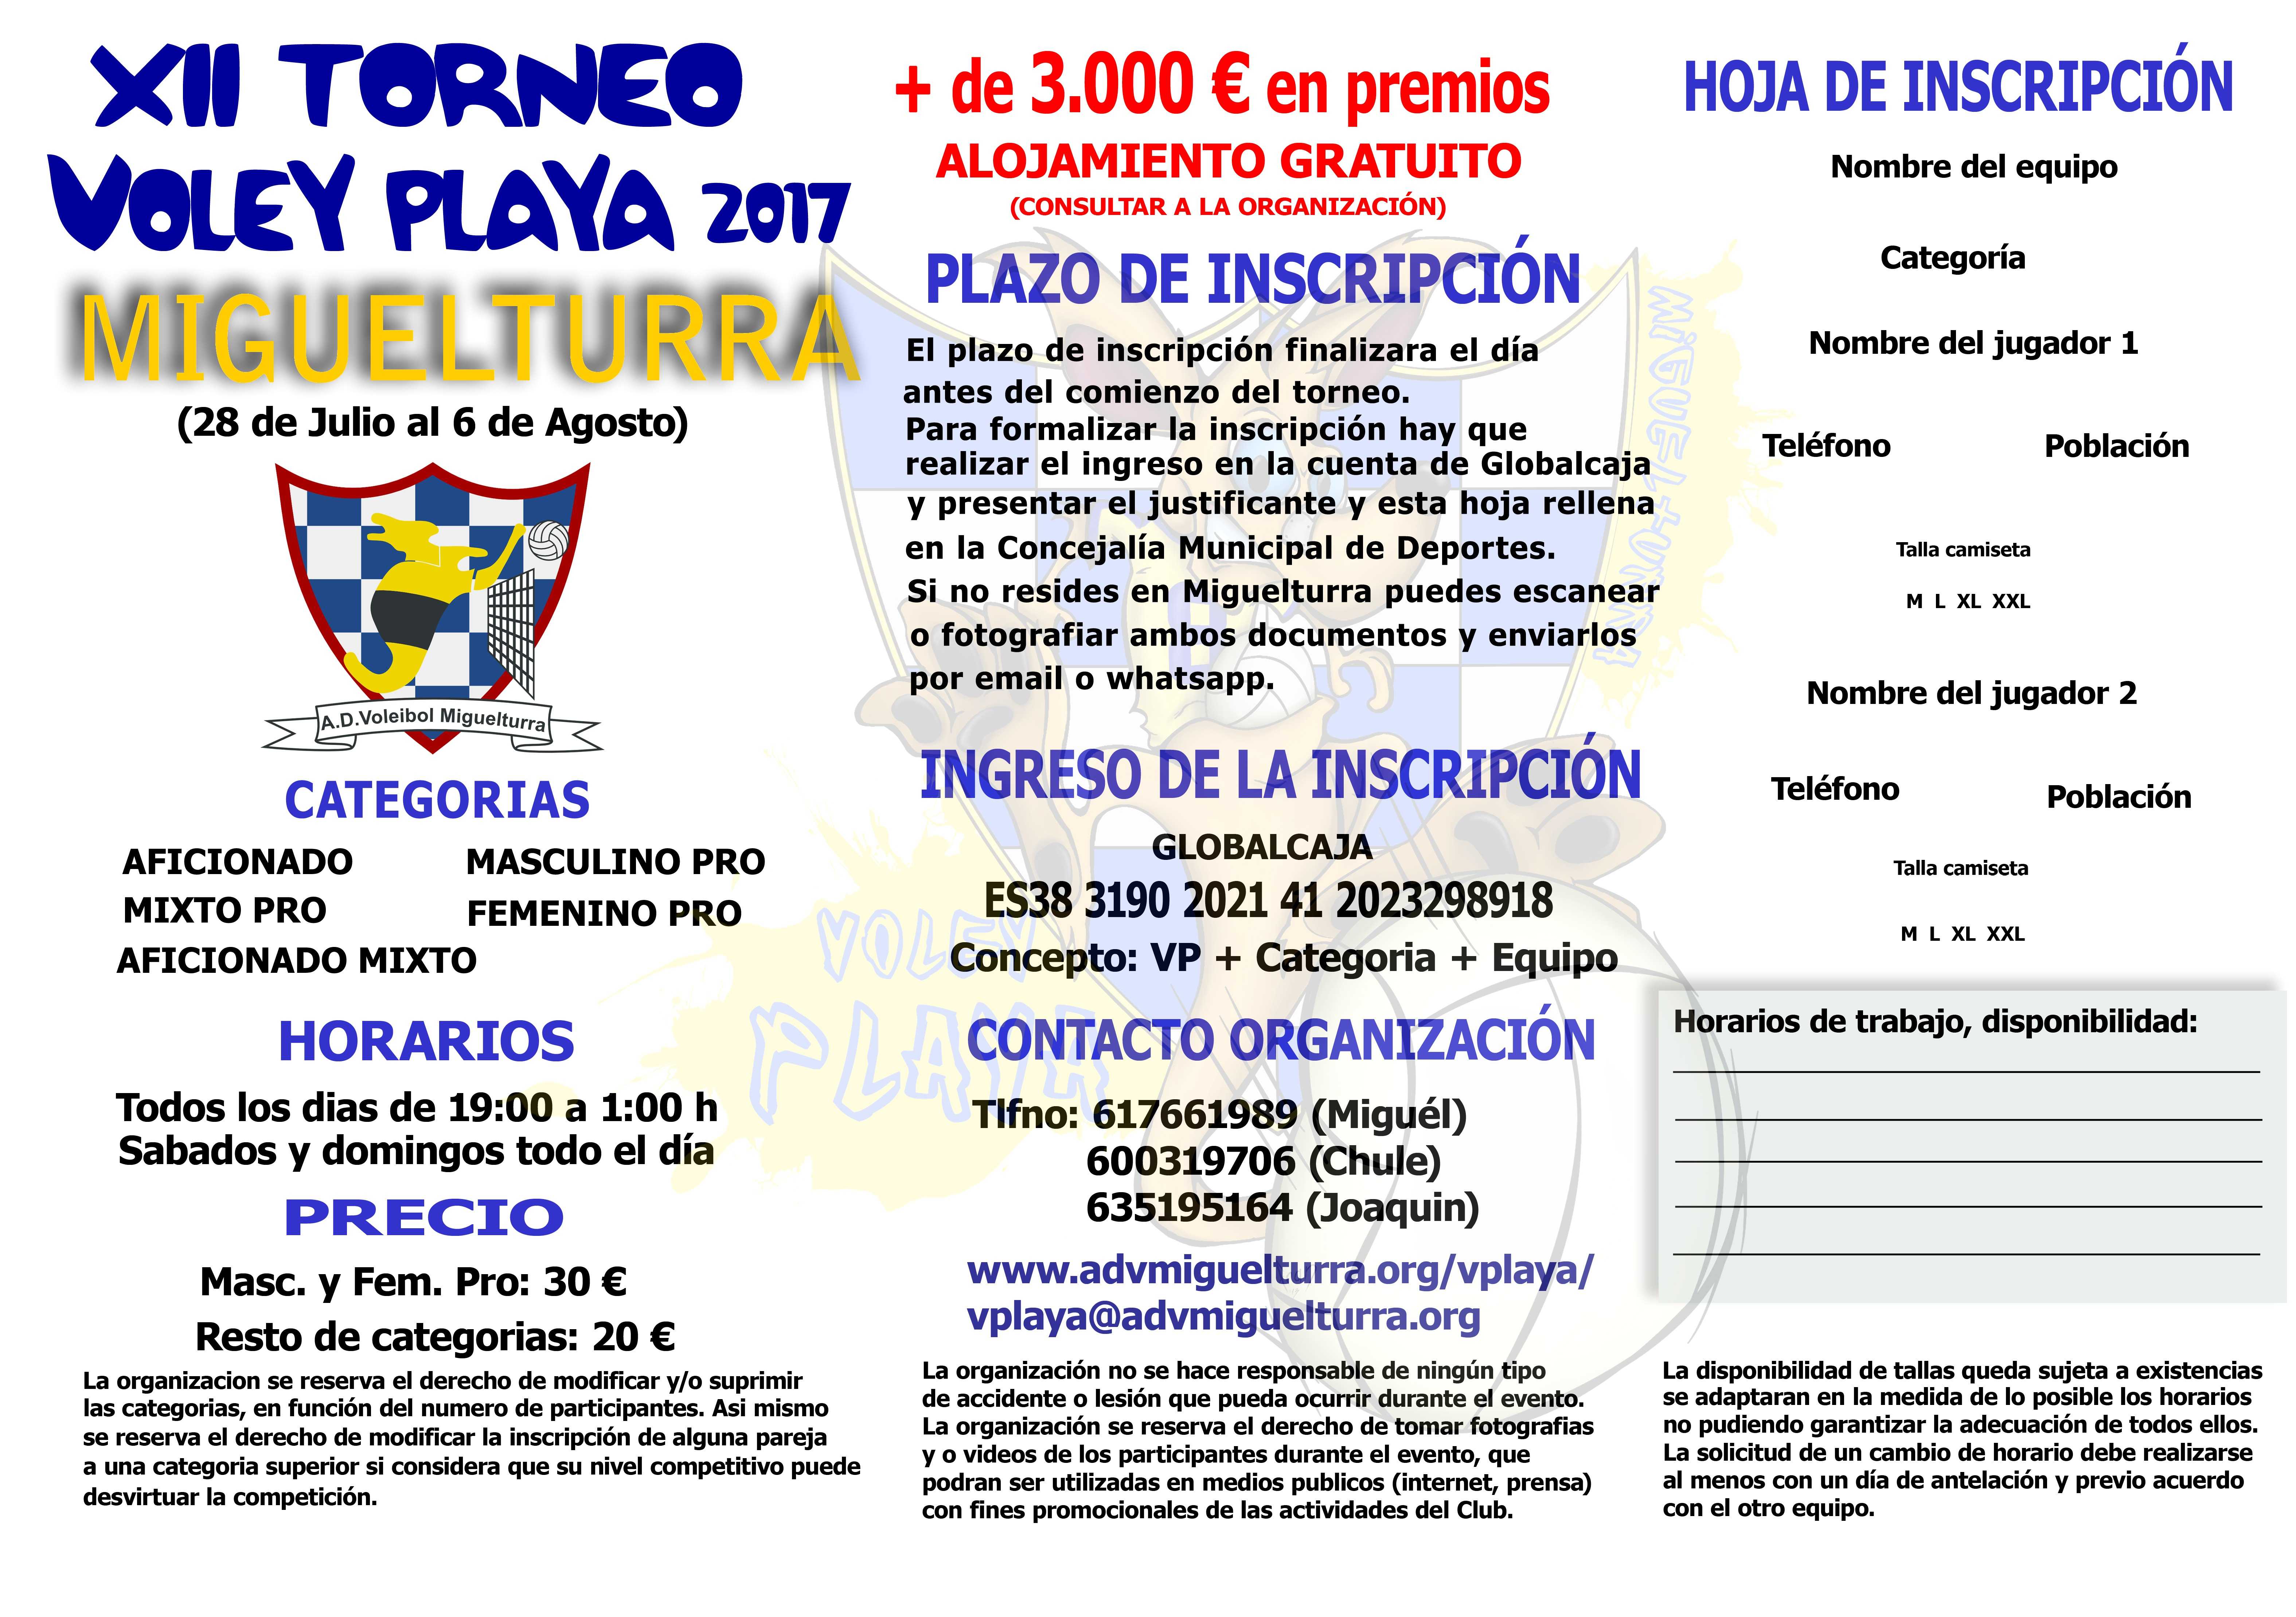 XII TORNEO
VOLEY PLAYA 2017
MIGUELTURRA
(28 de Julio al 6 de Agosto)
A.D.Voleibol Miguelturra
CATEGORIAS
AFICIONADO MASCULINO PRO
MIXTO PRO FEMENINO PRO
AFICIONADO MIXTO
HORARIOS
Todos los dias de 19:00 a 1:00 h
Sabados y domingos todo el día
PRECIO
Masc. y Fem. Pro: 30 €
Resto de categorias: 20 €
La organizacion se reserva el derecho de modificar y/o suprimir
las categorias, en función del numero de participantes. Asi mismo
se reserva el derecho de modificar la inscripción de alguna pareja
a una categoria superior si considera que su nivel competitivo puede
desvirtuar la competición.
+ de 3.000 € en premios
ALOJAMIENTO GRATUITO
(CONSULTAR A LA ORGANIZACIÓN)
PLAZO DE INSCRIPCIÓN
El plazo de inscripción finalizara el día
antes del comienzo del torneo.
Para formalizar la inscripción hay que
realizar el ingreso en la cuenta de Globalcaja
y presentar el justificante y esta hoja rellena
en la Concejalía Municipal de Deportes.
Si no resides en Miguelturra puedes escanear
o fotografiar ambos documentos y enviarlos
por email o whatsapp.
INGRESO DE LA INSCRIPCIÓN
GLOBALCAJA
ES38 3190 2021 41 2023298918
Concepto: VP + Categoria + Equipo
CONTACTO ORGANIZACIÓN
Tlfno: 617661989 (Miguél)
600319706 (Chule)
635195164 (Joaquin)
www.advmiguelturra.org/vplaya/
vplaya@advmiguelturra.org
La organización no se hace responsable de ningún tipo
de accidente o lesión que pueda ocurrir durante el evento.
La organización se reserva el derecho de tomar fotografias
y o videos de los participantes durante el evento, que
podran ser utilizadas en medios publicos (internet, prensa)
con fines promocionales de las actividades del Club.
VOLEY
PLAYA
MIGUELTURRA
HOJA DE INSCRIPCIÓN
Nombre del equipo
Categoría
Nombre del jugador 1
Teléfono Población
Talla camiseta
M L XL XXL
Nombre del jugador 2
Teléfono Población
Talla camiseta
M L XL XXL
Horarios de trabajo, disponibilidad:
La disponibilidad de tallas queda sujeta a existencias
se adaptaran en la medida de lo posible los horarios
no pudiendo garantizar la adecuación de todos ellos.
La solicitud de un cambio de horario debe realizarse
al menos con un día de antelación y previo acuerdo
con el otro equipo.